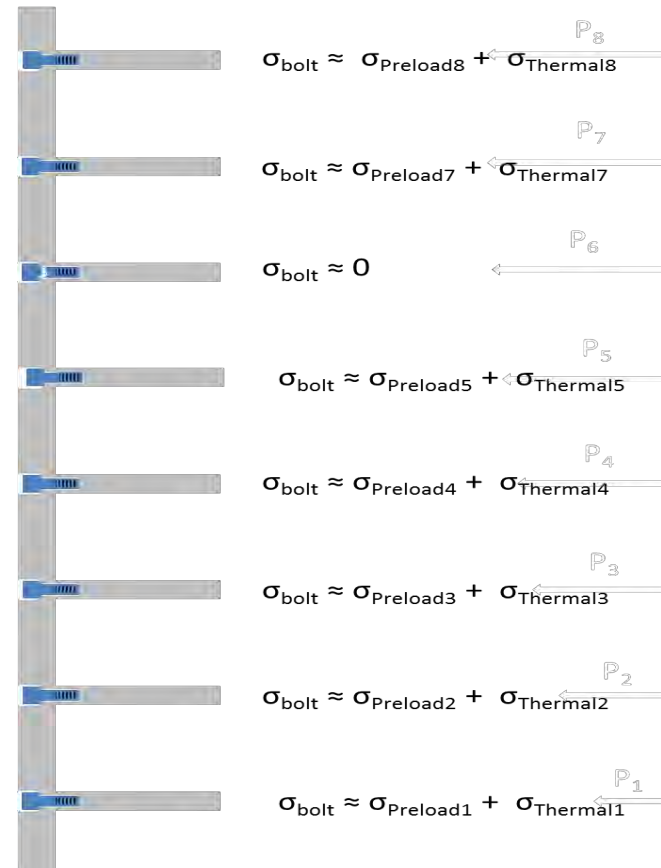 P₈
σbolt ≈ σPreload8 + σThermal8
P₇
σbolt ≈ σPreload7 + σThermal7
P₆
σbolt ≈ 0
P₅
σbolt ≈ σPreload5 + σThermal5
P₄
σbolt ≈ σPreload4 + σThermal4
P₃
σbolt ≈ σPreload3 + σThermal3
P₂
σbolt ≈ σPreload2 + σThermal2
P₁
σbolt ≈ σPreload1 + σThermal1